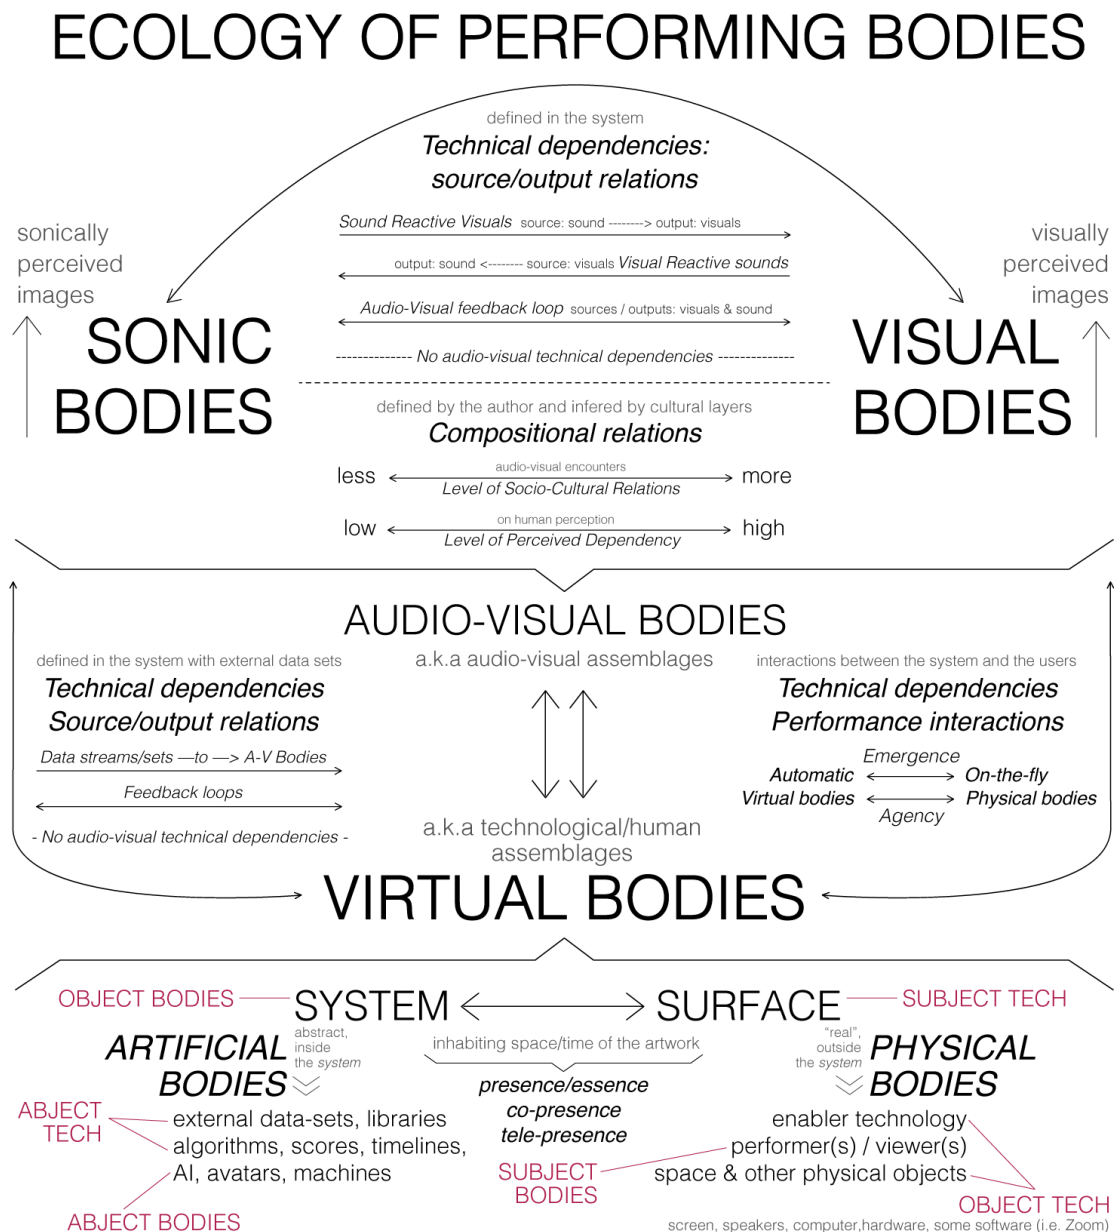 ECOLOGY OF PERFORMING BODIES
defined in the system
Technical dependencies:
source/output relations
Sound Reactive Visuals source: sound --------> output: visuals
output: sound <-------- source: visuals Visual Reactive sounds
Audio-Visual feedback loop sources / outputs: visuals & sound
-------------- No audio-visual technical dependencies --------------
sonically
perceived
images
SONIC
BODIES
visually
perceived
images
VISUAL
BODIES
defined by the author and infered by cultural layers
Compositional relations
audio-visual encounters
less
more
Level of Socio-Cultural Relations
on human perception
low
high
Level of Perceived Dependency
AUDIO-VISUAL BODIES
a.k.a audio-visual assemblages
defined in the system with external data sets
Technical dependencies
Source/output relations
Data streams/sets —to —> A-V Bodies
Feedback loops
- No audio-visual technical dependencies -
interactions between the system and the users
Technical dependencies
Performance interactions
Emergence
Automatic
On-the-fly
Virtual bodies
Physical bodies
Agency
a.k.a technological/human
assemblages
VIRTUAL BODIES
OBJECT BODIES
SYSTEM
SURFACE
SUBJECT TECH
ARTIFICIAL
BODIES
abstract,
inside
the system
inhabiting space/time of the artwork
presence/essence
co-presence
tele-presence
"real",
outside
the system
PHYSICAL
BODIES
ABJECT
TECH
external data-sets, libraries
algorithms, scores, timelines,
AI, avatars, machines
ABJECT BODIES
enabler technology
performer(s) / viewer(s)
space & other physical objects
SUBJECT
BODIES
OBJECT TECH
screen, speakers, computer,hardware, some software (i.e. Zoom)